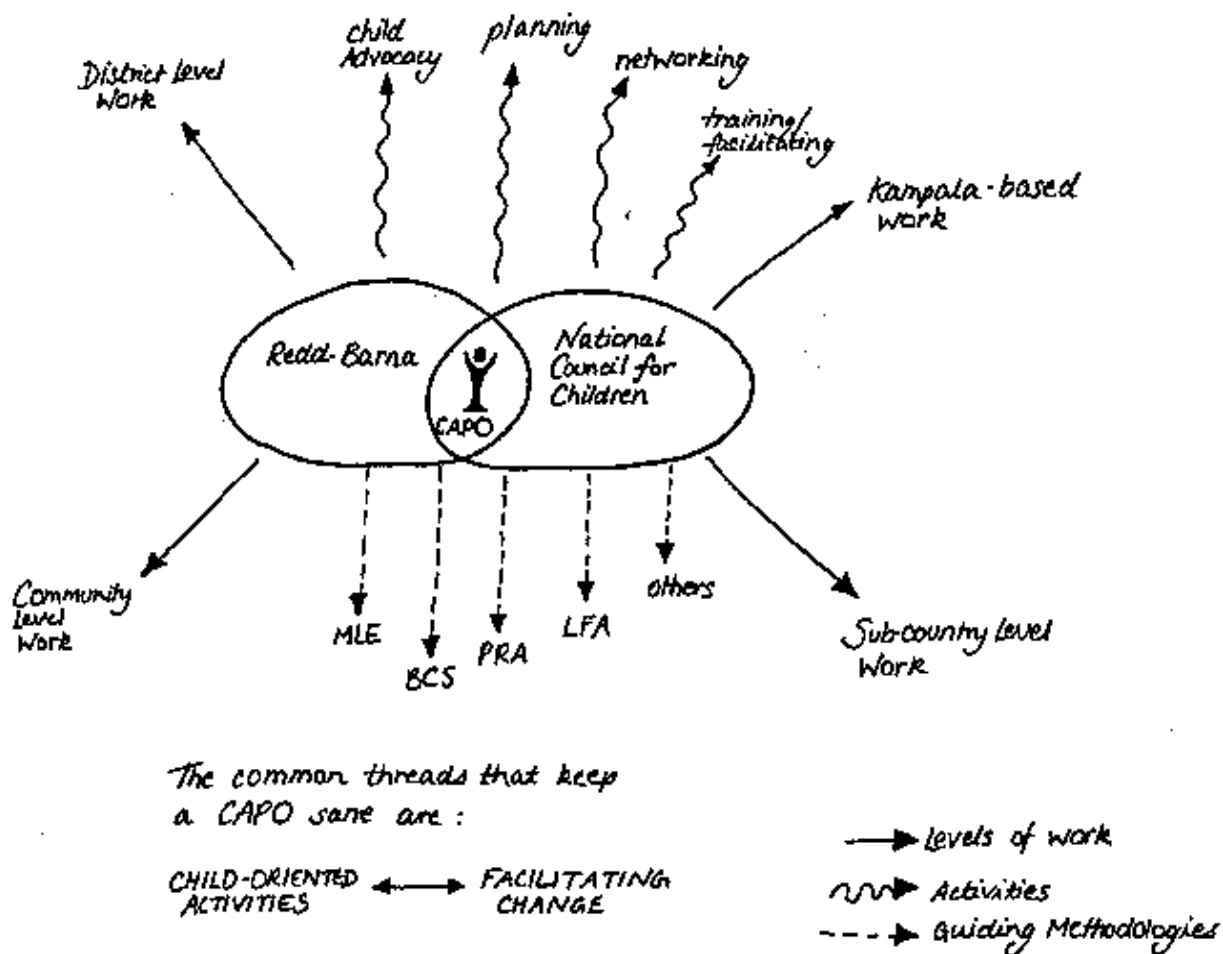 child
Advocacy
planning
networking
training/
facilitating
District Level
Work
Kampala-based
work
Redd-Barna
National
Council for
Children
CAPO
Community
Level
Work
MLE
BCS
PRA
LFA
others
Sub-country Level
Work
The common threads that keep
a CAPO sane are:
CHILD-ORIENTED
ACTIVITIES
FACILITATING
CHANGE
Levels of work
Activities
Guiding Methodologies